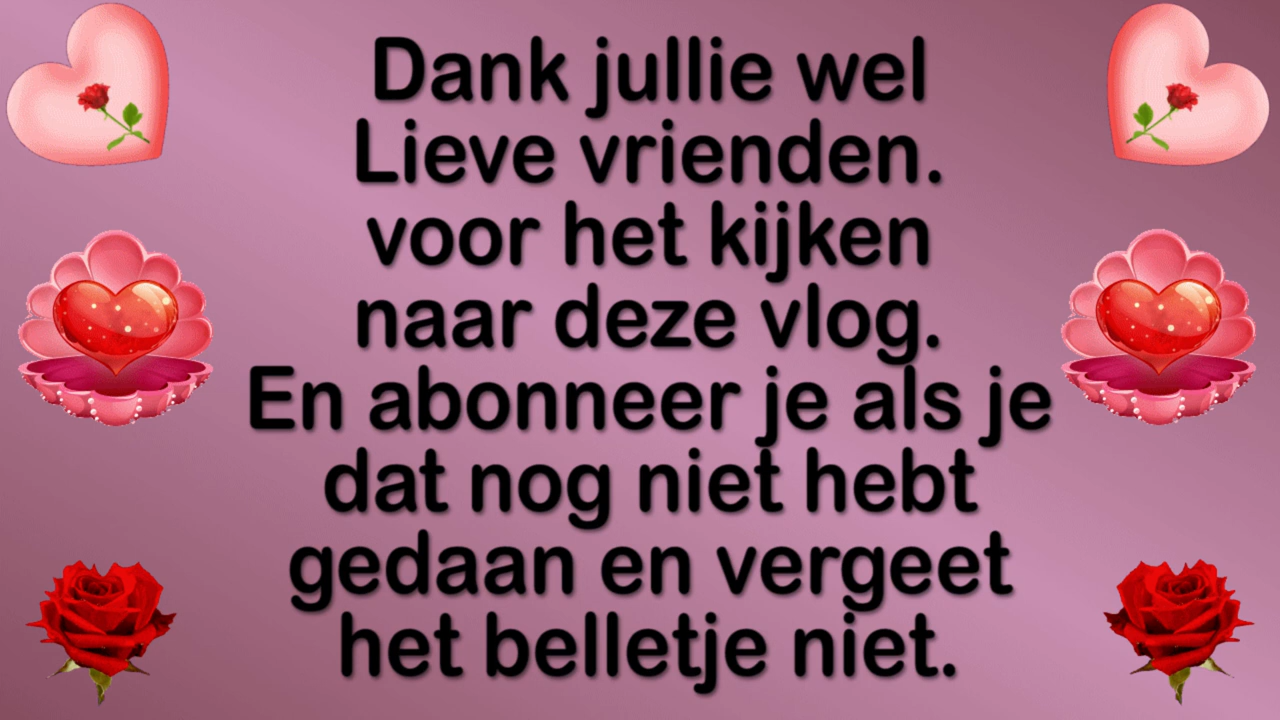 Dank jullie wel
Lieve vrienden.
voor het kijken
naar deze vlog.
En abonneer je als je
dat nog niet hebt
gedaan en vergeet
het belletje niet.